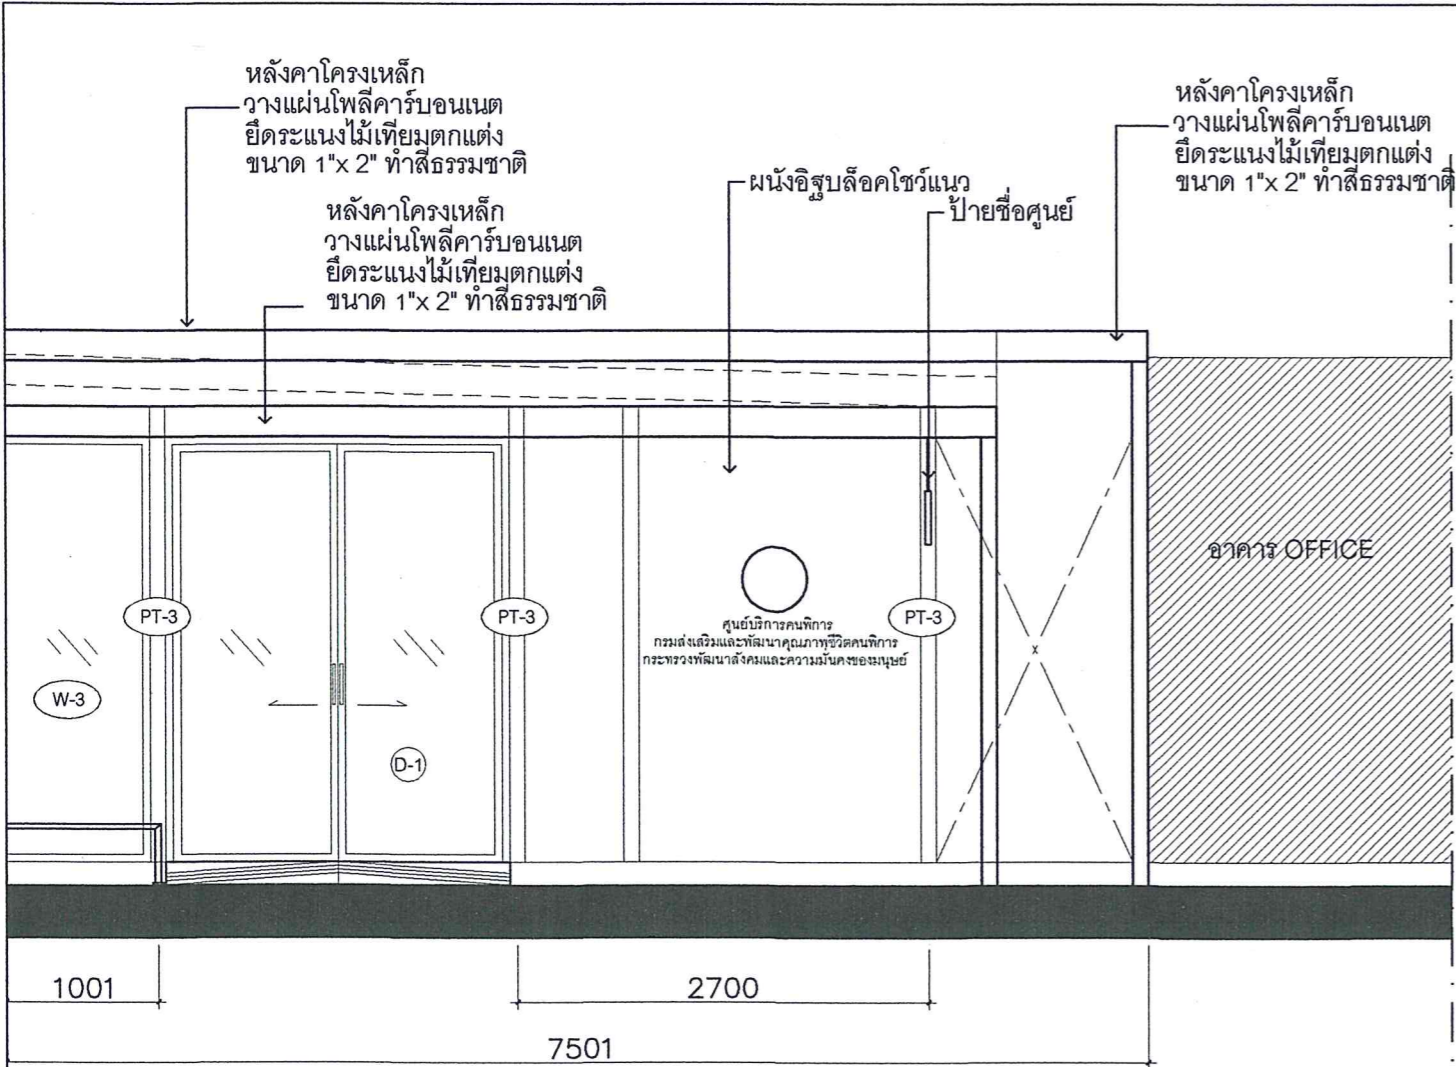 หลังคาโครงเหล็ก
วางแผ่นโพลีคาร์บอนเนต
ยึดระแนงไม้เทียมตกแต่ง
ขนาด 1"x 2" ทำสีธรรมชาติ
หลังคาโครงเหล็ก
วางแผ่นโพลีคาร์บอนเนต
ยึดระแนงไม้เทียมตกแต่ง
ขนาด 1"x 2" ทำสีธรรมชาติ
ผนังอิฐบล็อคโชว์แนว
ป้ายชื่อศูนย์
หลังคาโครงเหล็ก
วางแผ่นโพลีคาร์บอนเนต
ยึดระแนงไม้เทียมตกแต่ง
ขนาด 1"x 2" ทำสีธรรมชาติ
อาคาร OFFICE
PT-3
PT-3
PT-3
ศูนย์บริการคนพิการ
กรมส่งเสริมและพัฒนาคุณภาพชีวิตคนพิการ
กระทรวงพัฒนาสังคมและความมั่นคงของมนุษย์
W-3
D-1
1001
2700
7501